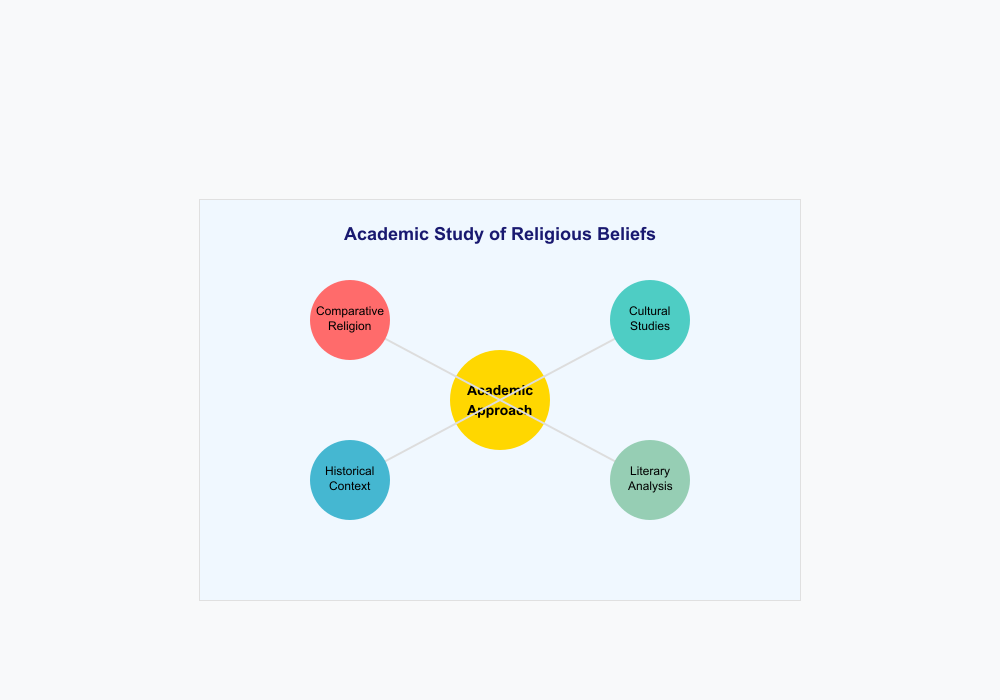 Academic Study of Religious Beliefs
Comparative
Religion
Cultural
Studies
Academic
Approach
Historical
Context
Literary
Analysis